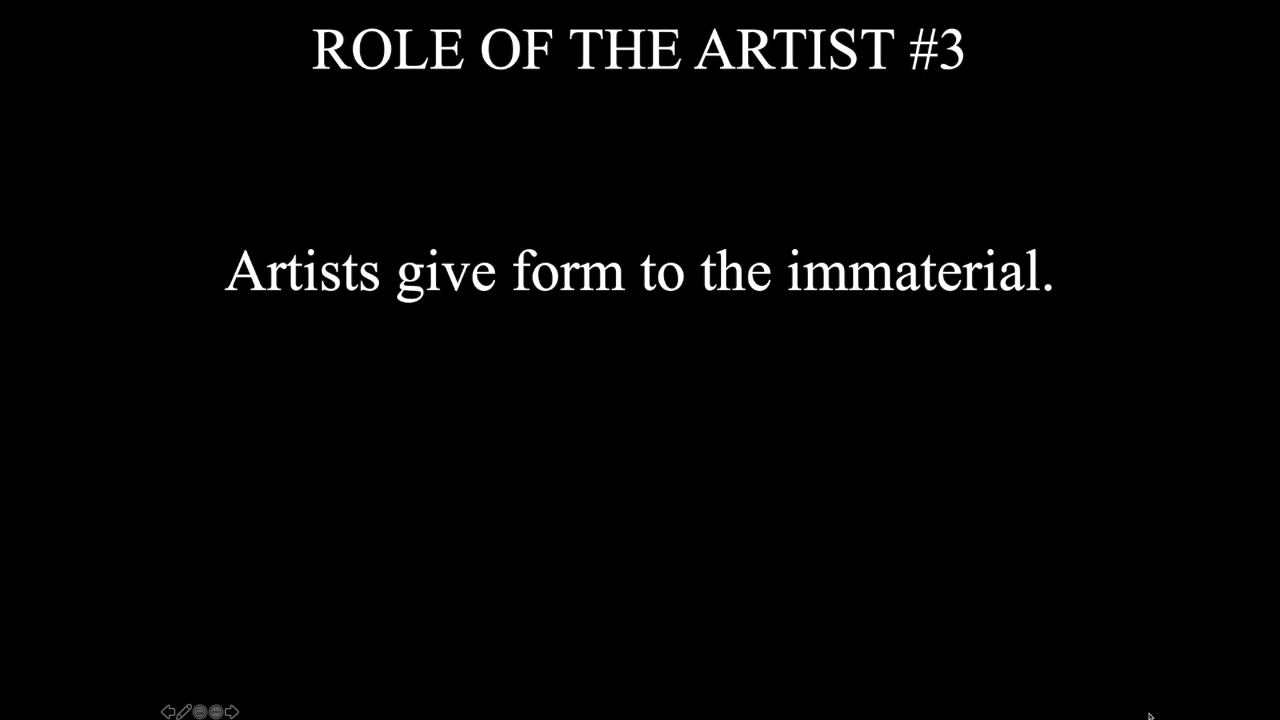 ROLE OF THE ARTIST #3
Artists give form to the immaterial.